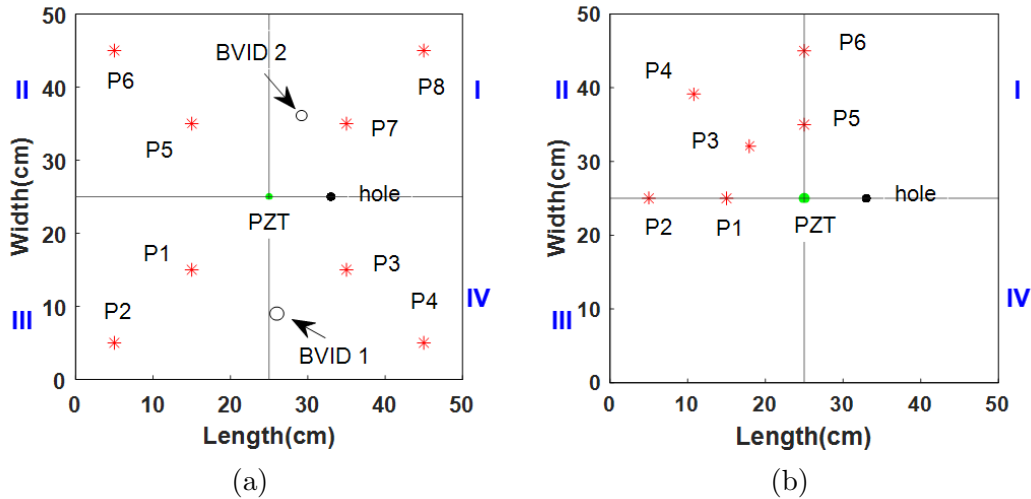 50
40
30
20
10
0
Width(cm)
II
I
III
IV
P6
BVID 2
P8
P5
P7
hole
PZT
P1
P3
P2
P4
BVID 1
0 10 20 30 40 50
Length(cm)
(a)
50
40
30
20
10
0
Width(cm)
II
I
III
IV
P6
P4
P5
P3
hole
P2 P1 PZT
0 10 20 30 40 50
Length(cm)
(b)